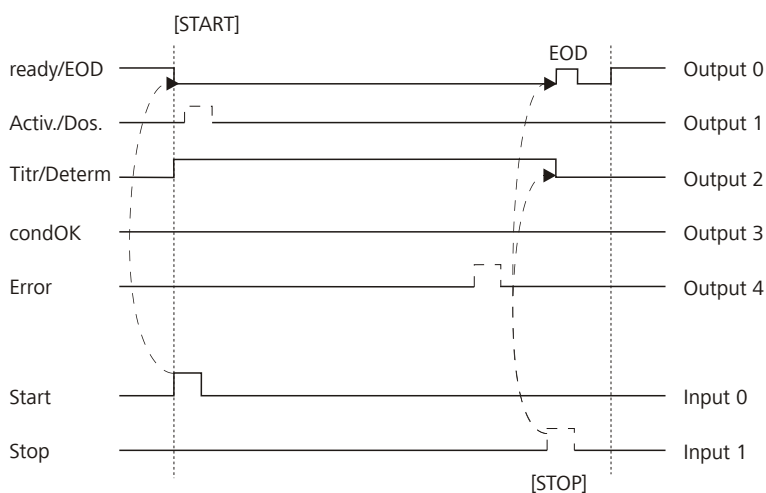 [START]
EOD
ready/EOD Output 0
Activ./Dos. Output 1
Titr/Determ Output 2
condOK Output 3
Error Output 4
Start Input 0
Stop Input 1
[STOP]